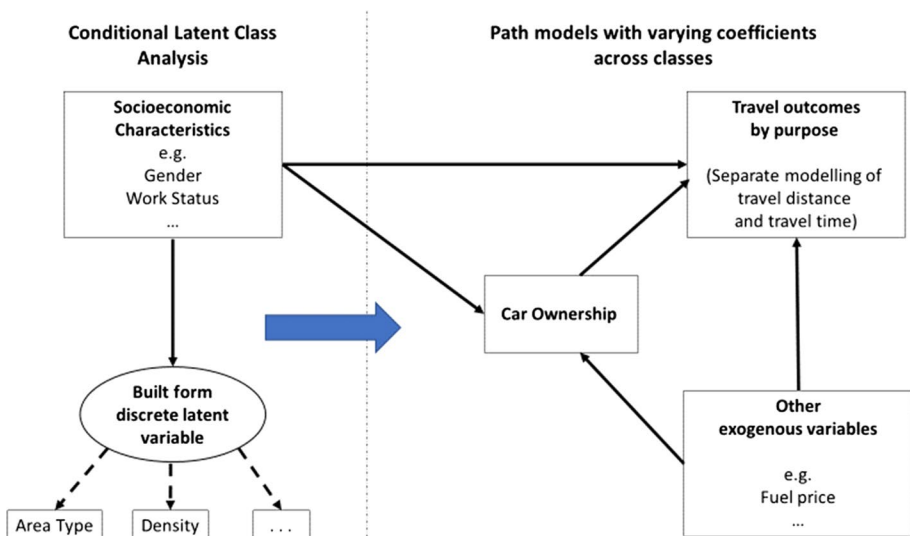 Conditional Latent Class
Analysis
Socioeconomic
Characteristics
e.g.
Gender
Work Status
...
Built form
discrete latent
variable
Area Type
Density
. . .
Path models with varying coefficients
across classes
Travel outcomes
by purpose
(Separate modelling of
travel distance
and travel time)
Car Ownership
Other
exogenous variables
e.g.
Fuel price
...